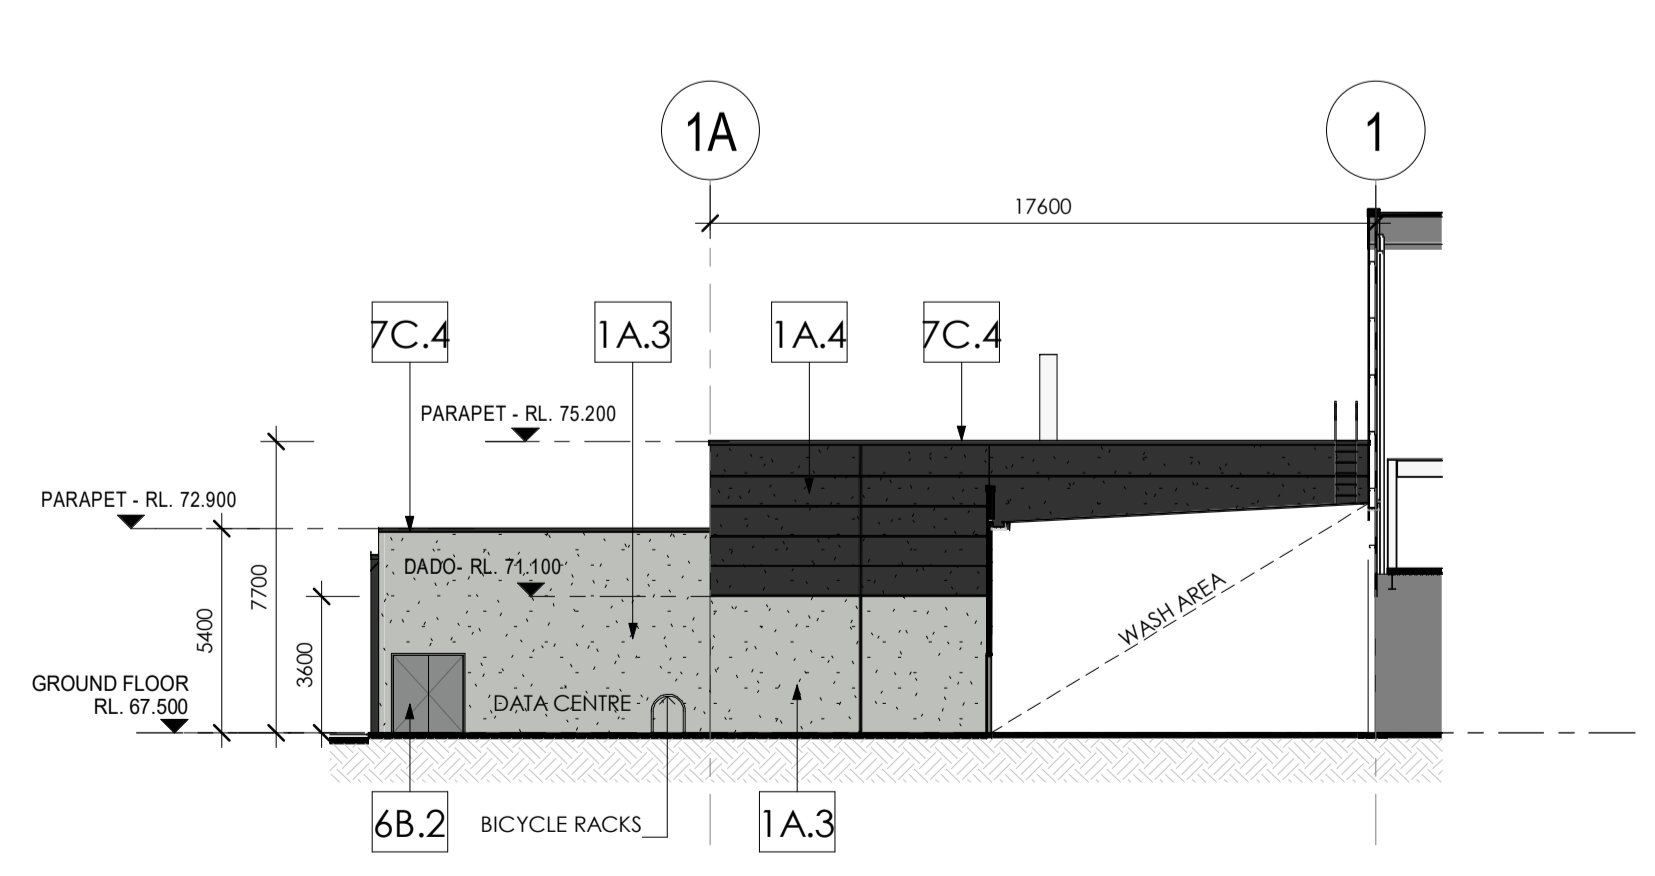 1A
1
17600
7C.4
1A.3
1A.4
7C.4
PARAPET - RL. 75.200
PARAPET - RL. 72.900
DADO- RL. 71.100
7700
5400
3600
WASH AREA
GROUND FLOOR
RL. 67.500
DATA CENTRE
6B.2
BICYCLE RACKS
1A.3